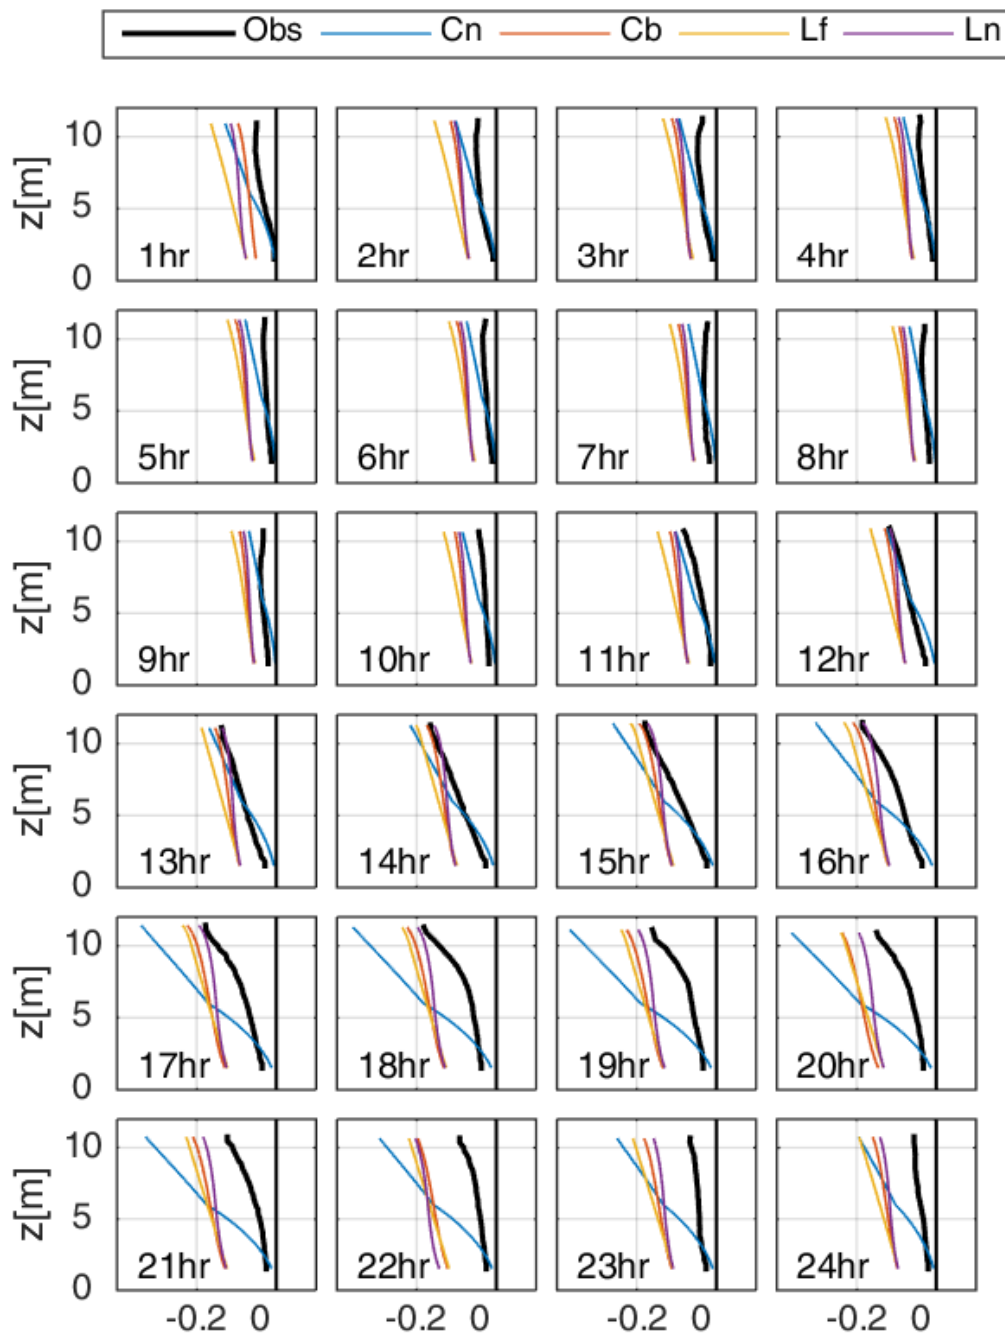 Obs Cn Cb Lf Ln
z[m] 10 5 0 1hr 2hr 3hr 4hr
z[m] 10 5 0 5hr 6hr 7hr 8hr
z[m] 10 5 0 9hr 10hr 11hr 12hr
z[m] 10 5 0 13hr 14hr 15hr 16hr
z[m] 10 5 0 17hr 18hr 19hr 20hr
z[m] 10 5 0 21hr 22hr 23hr 24hr
-0.2 0 -0.2 0 -0.2 0 -0.2 0